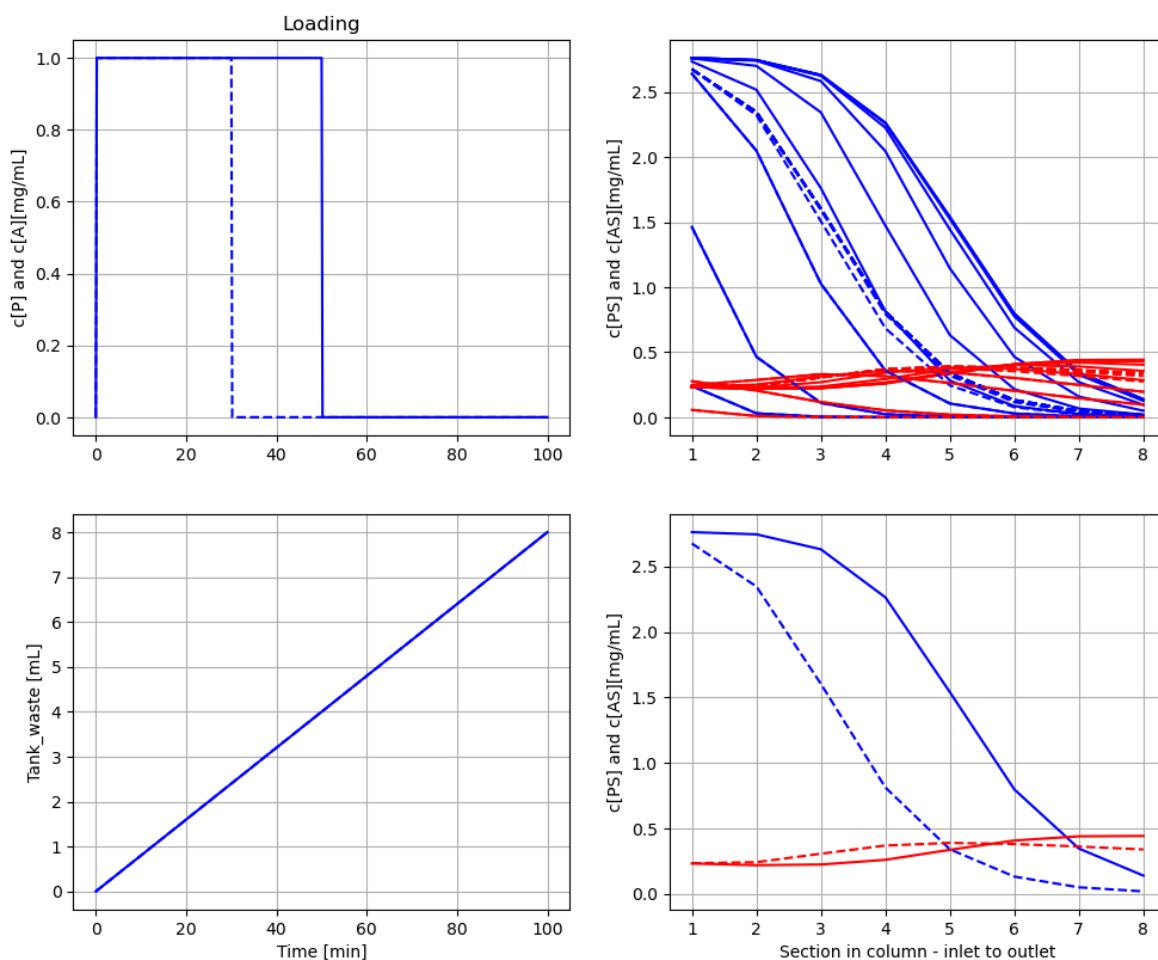 Loading
c[P] and c[A][mg/mL]
1.0
0.8
0.6
0.4
0.2
0.0
0 20 40 60 80 100
c[PS] and c[AS][mg/mL]
2.5
2.0
1.5
1.0
0.5
0.0
1 2 3 4 5 6 7 8
Tank_waste [mL]
8
7
6
5
4
3
2
1
0
0 20 40 60 80 100
Time [min]
c[PS] and c[AS][mg/mL]
2.5
2.0
1.5
1.0
0.5
0.0
1 2 3 4 5 6 7 8
Section in column - inlet to outlet